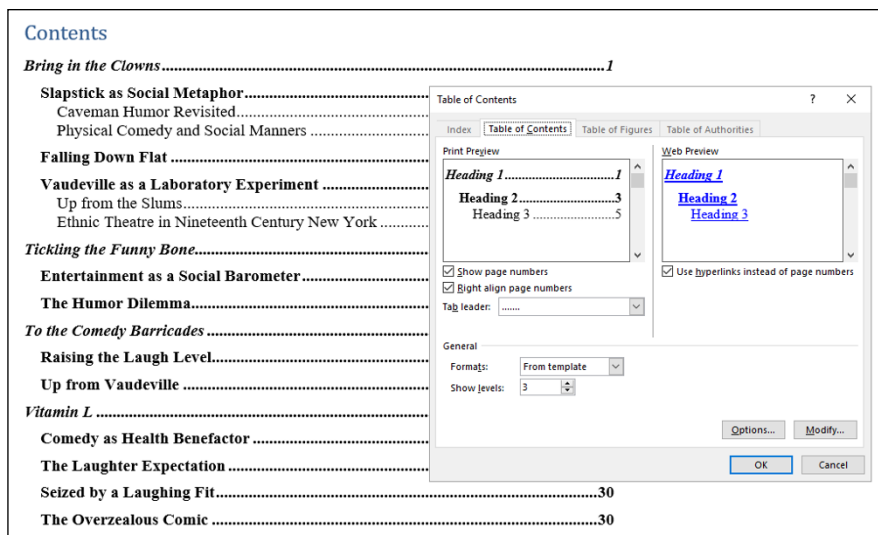 Contents
Bring in the Clowns..........1
Slapstick as Social Metaphor..........
Caveman Humor Revisited..........
Physical Comedy and Social Manners ..........
Falling Down Flat ..........
Vaudeville as a Laboratory Experiment ..........
Up from the Slums..........
Ethnic Theatre in Nineteenth Century New York ..........
Tickling the Funny Bone..........
Entertainment as a Social Barometer..........
The Humor Dilemma..........
To the Comedy Barricades ..........
Raising the Laugh Level..........
Up from Vaudeville ..........
Vitamin L ..........
Comedy as Health Benefactor ..........
The Laughter Expectation ..........
Seized by a Laughing Fit..........30
The Overzealous Comic ..........30
Table of Contents ? ×
Index Table of Contents Table of Figures Table of Authorities
Print Preview Web Preview
Heading 1..........1 Heading 1
Heading 2..........3 Heading 2
Heading 3 ..........5 Heading 3
Show page numbers Use hyperlinks instead of page numbers
Right align page numbers
Tab leader: .......
General
Formats: From template
Show levels: 3
Options... Modify...
OK Cancel